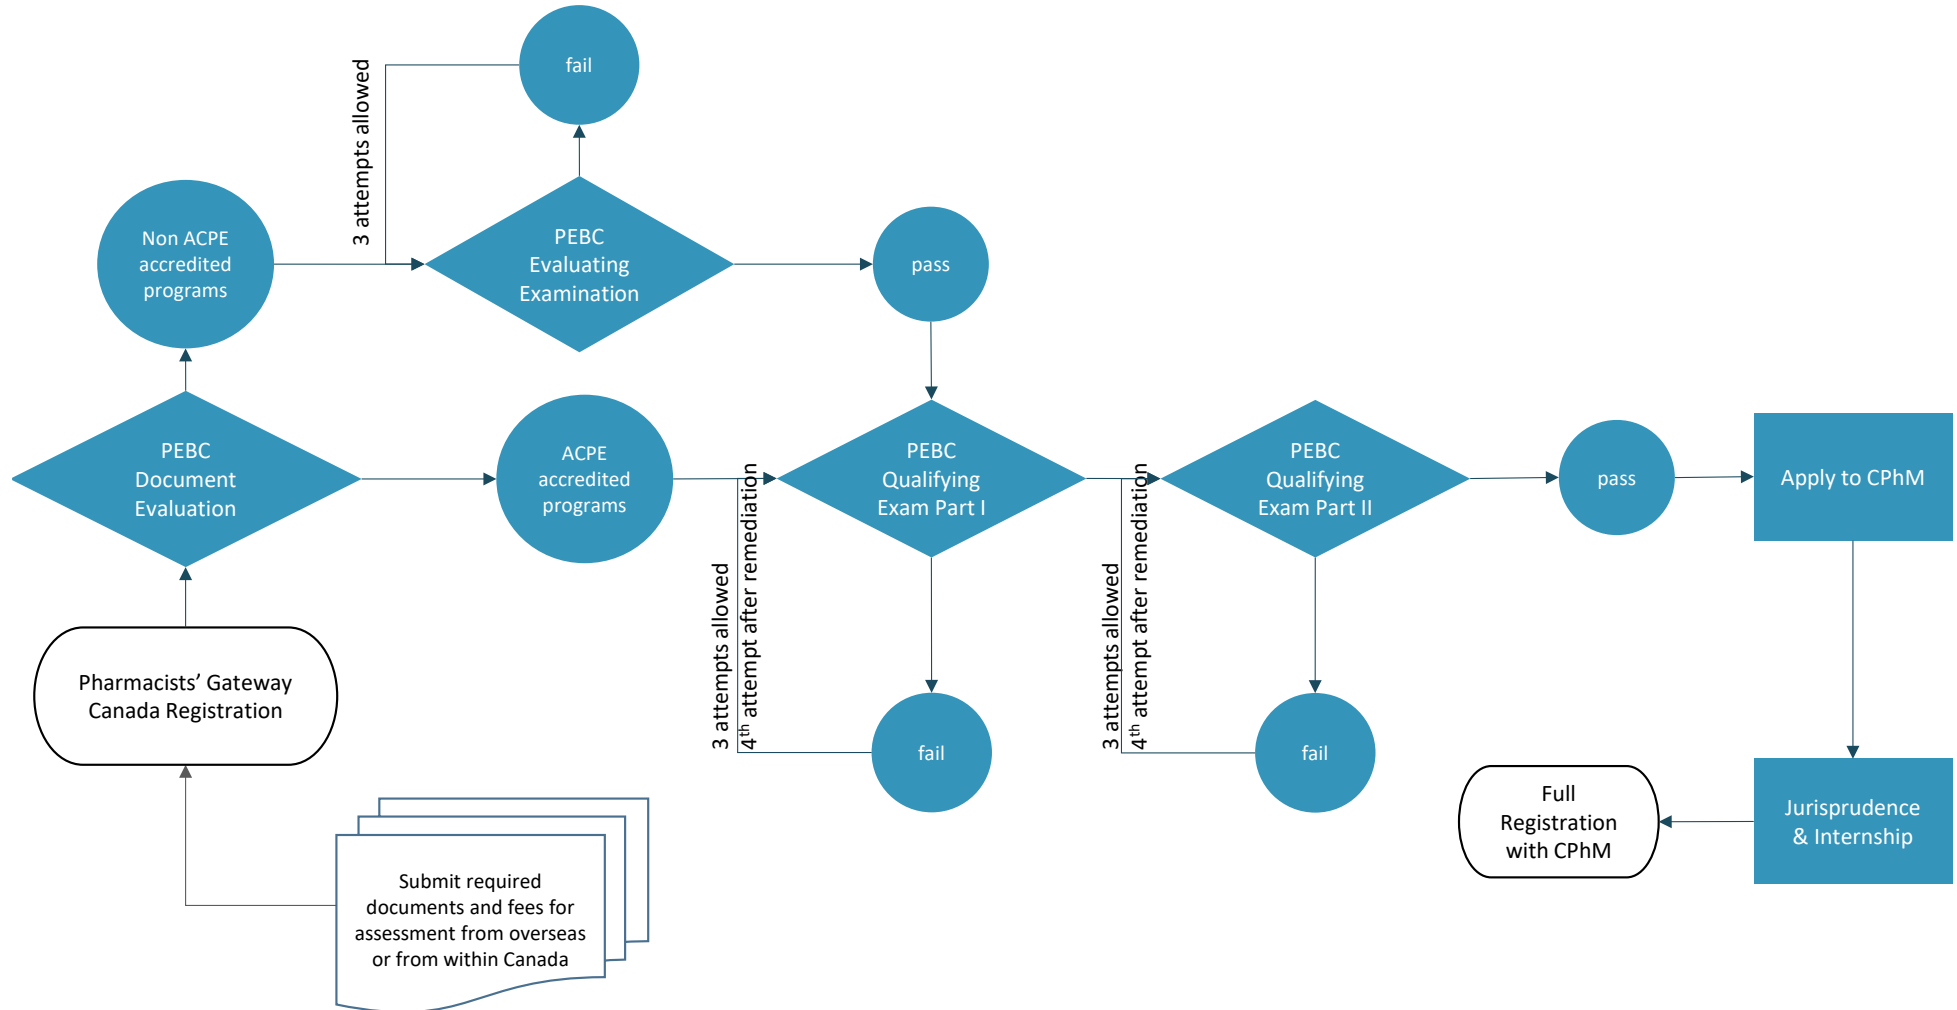 fail
3 attempts allowed
Non ACPE
accredited
programs
PEBC
Evaluating
Examination
pass
PEBC
Document
Evaluation
ACPE
accredited
programs
3 attempts allowed
4th attempt after remediation
PEBC
Qualifying
Exam Part I
3 attempts allowed
4th attempt after remediation
PEBC
Qualifying
Exam Part II
pass
Apply to CPhM
Pharmacists’ Gateway
Canada Registration
fail
fail
Full
Registration
with CPhM
Jurisprudence
& Internship
Submit required
documents and fees for
assessment from overseas
or from within Canada